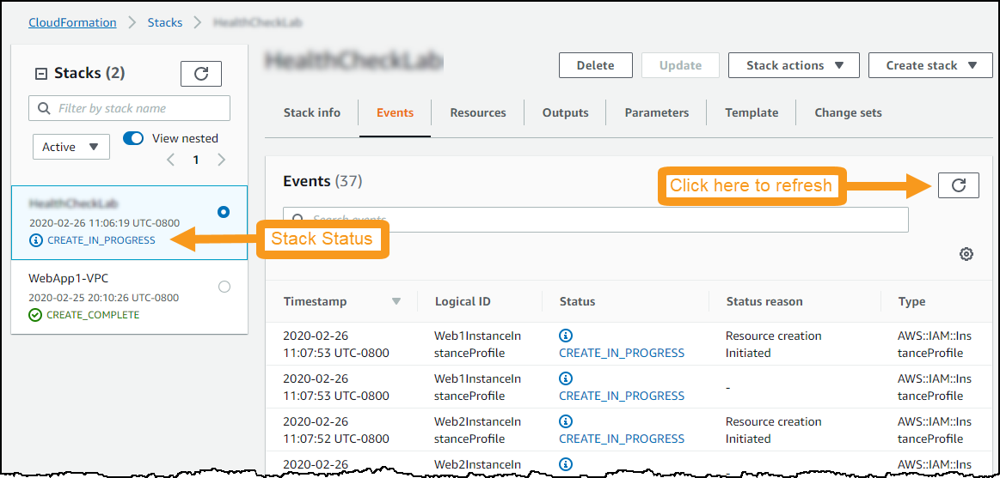 CloudFormation > Stacks > HealthCheckLab
HealthCheckLab
Delete
Update
Stack actions
Create stack
Stacks (2)
Filter by stack name
Active
View nested
1
HealthCheckLab
2020-02-26 11:06:19 UTC-0800
CREATE_IN_PROGRESS
Stack Status
WebApp1-VPC
2020-02-25 20:10:26 UTC-0800
CREATE_COMPLETE
Stack info
Events
Resources
Outputs
Parameters
Template
Change sets
Events (37)
Click here to refresh
Search events
Timestamp
Logical ID
Status
Status reason
Type
2020-02-26
11:07:53 UTC-0800
Web1InstanceIn
stanceProfile
CREATE_IN_PROGRESS
Resource creation
Initiated
AWS::IAM::Ins
tanceProfile
2020-02-26
11:07:53 UTC-0800
Web1InstanceIn
stanceProfile
CREATE_IN_PROGRESS
-
AWS::IAM::Ins
tanceProfile
2020-02-26
11:07:52 UTC-0800
Web2InstanceIn
stanceProfile
CREATE_IN_PROGRESS
Resource creation
Initiated
AWS::IAM::Ins
tanceProfile
2020-02-26
Web2InstanceIn
AWS::IAM::Ins